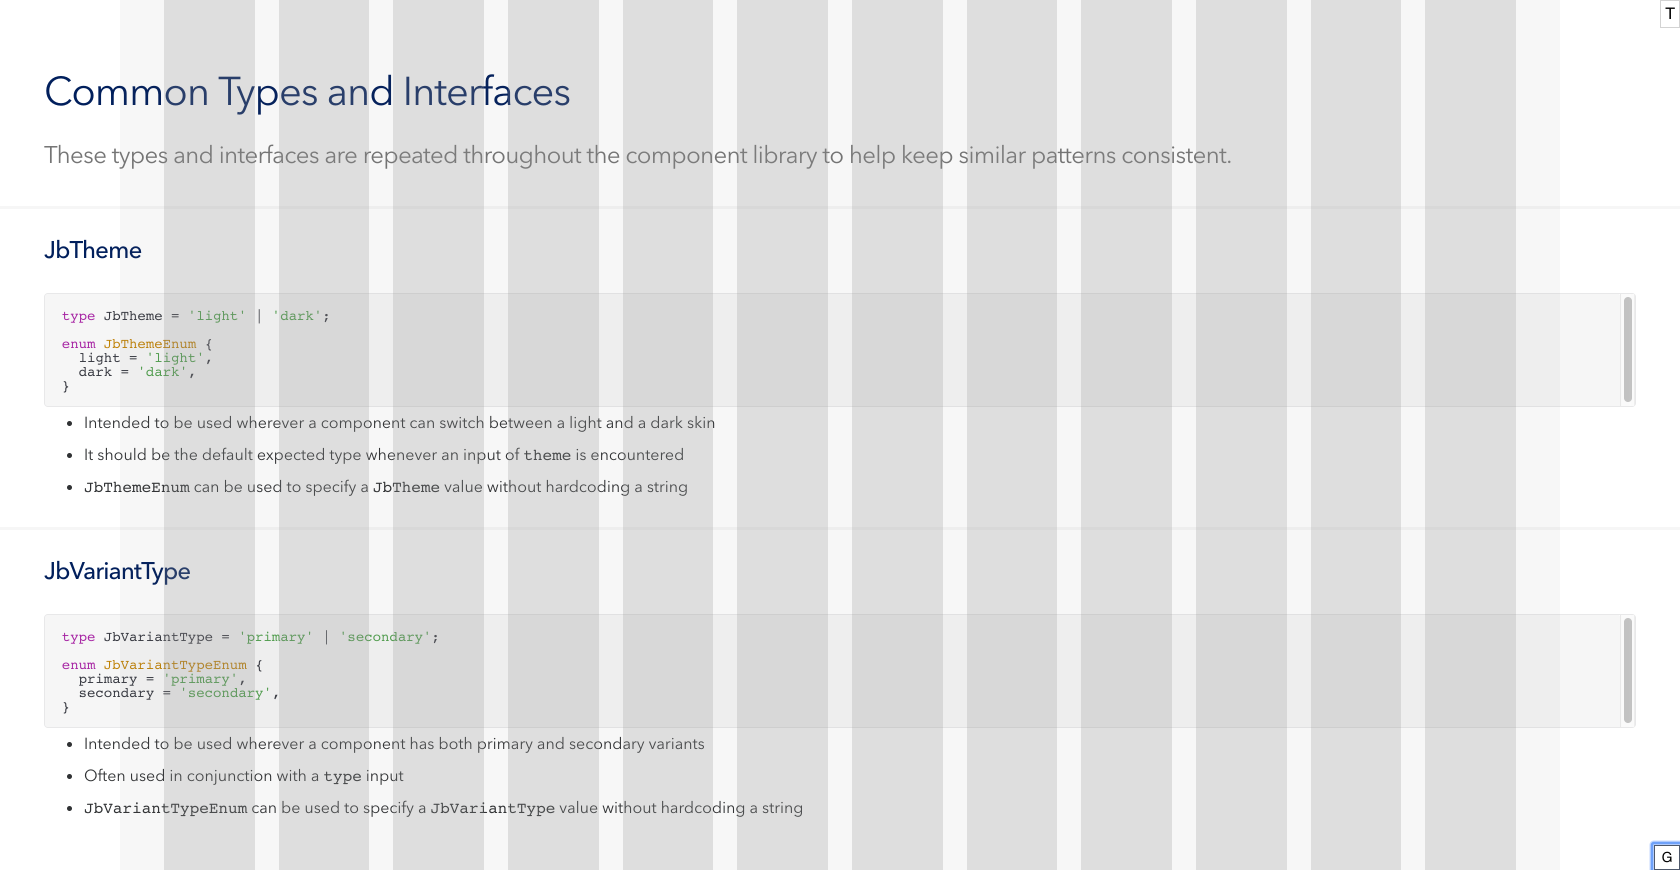 T
Common Types and Interfaces
These types and interfaces are repeated throughout the component library to help keep similar patterns consistent.
JbTheme
type JbTheme = 'light' | 'dark';
enum JbThemeEnum {
  light = 'light',
  dark = 'dark',
}
• Intended to be used wherever a component can switch between a light and a dark skin
• It should be the default expected type whenever an input of theme is encountered
• JbThemeEnum can be used to specify a JbTheme value without hardcoding a string
JbVariantType
type JbVariantType = 'primary' | 'secondary';
enum JbVariantTypeEnum {
  primary = 'primary',
  secondary = 'secondary',
}
• Intended to be used wherever a component has both primary and secondary variants
• Often used in conjunction with a type input
• JbVariantTypeEnum can be used to specify a JbVariantType value without hardcoding a string
G